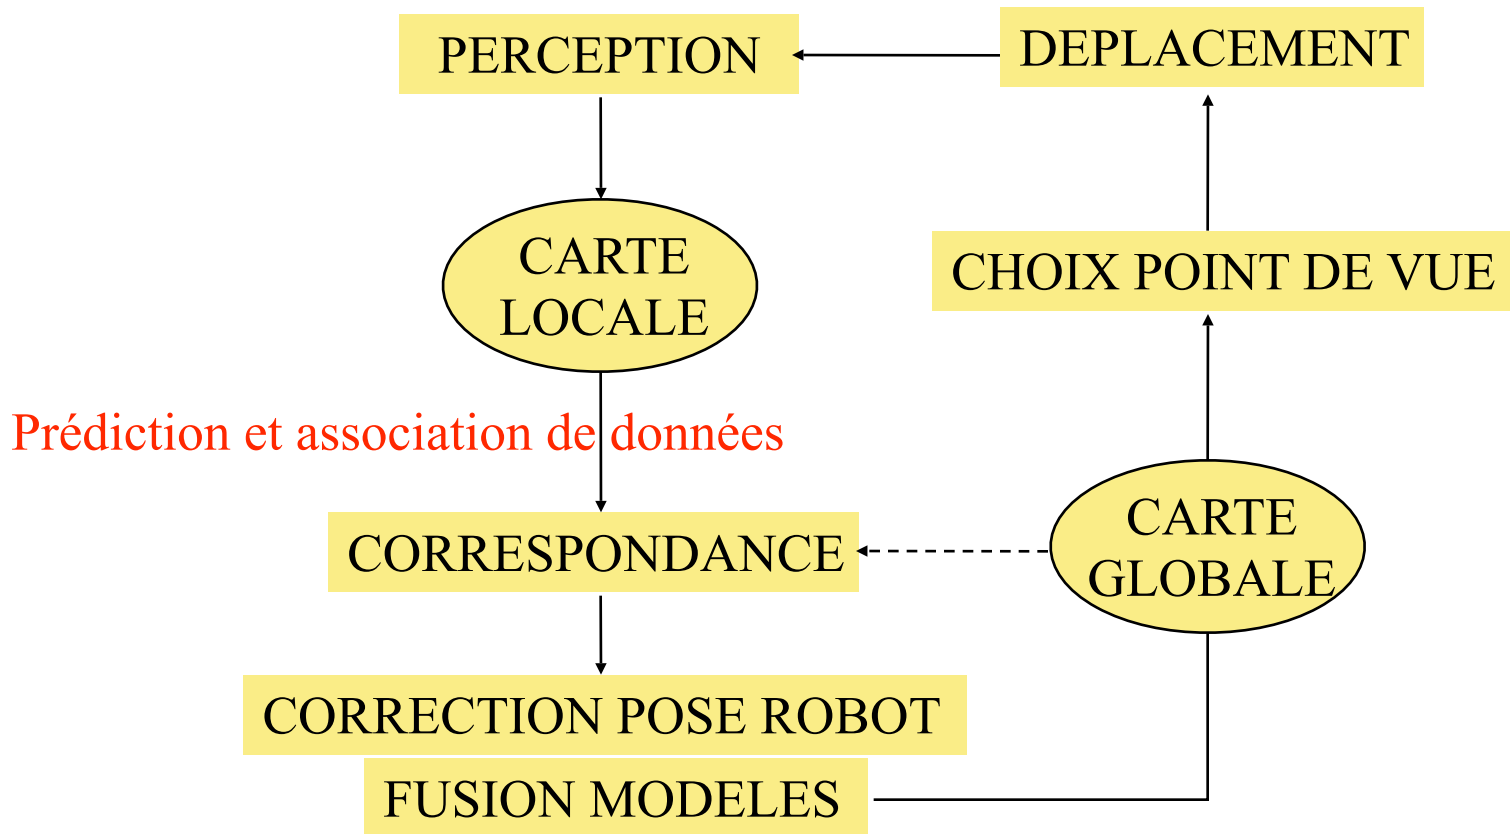 PERCEPTION
DEPLACEMENT
CARTE
LOCALE
CHOIX POINT DE VUE
Prédiction et association de données
CORRESPONDANCE
CARTE
GLOBALE
CORRECTION POSE ROBOT
FUSION MODELES